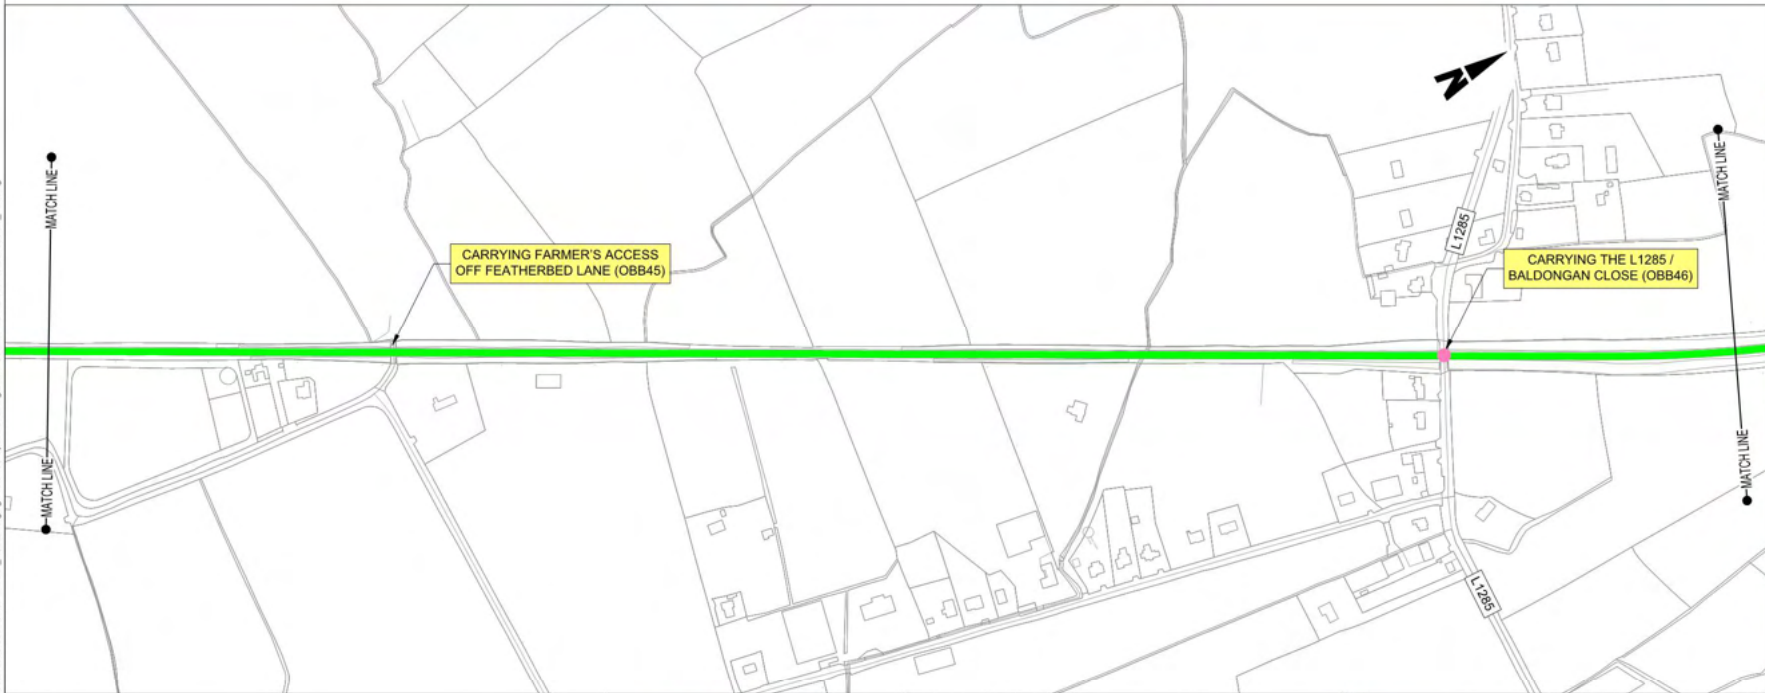 N
MATCH LINE
MATCH LINE
CARRYING FARMER'S ACCESS
OFF FEATHERBED LANE (OBB45)
L1285
CARRYING THE L1285 /
BALDONGAN CLOSE (OBB46)
MATCH LINE
MATCH LINE
L1285